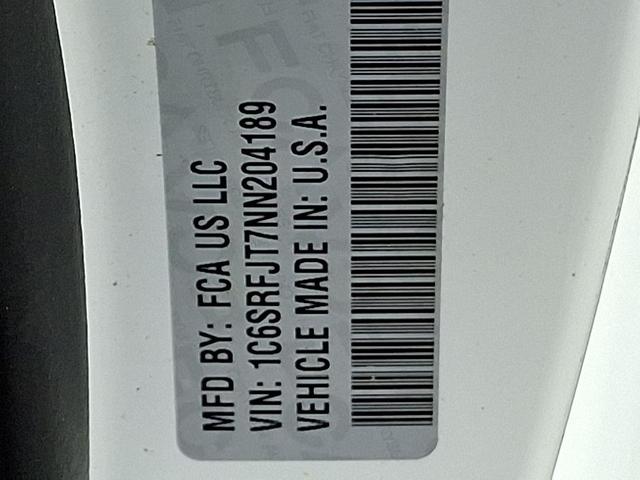 MFD BY: FCA US LLC
VIN: 1C6SRFJT7NN204189
VEHICLE MADE IN: U.S.A.